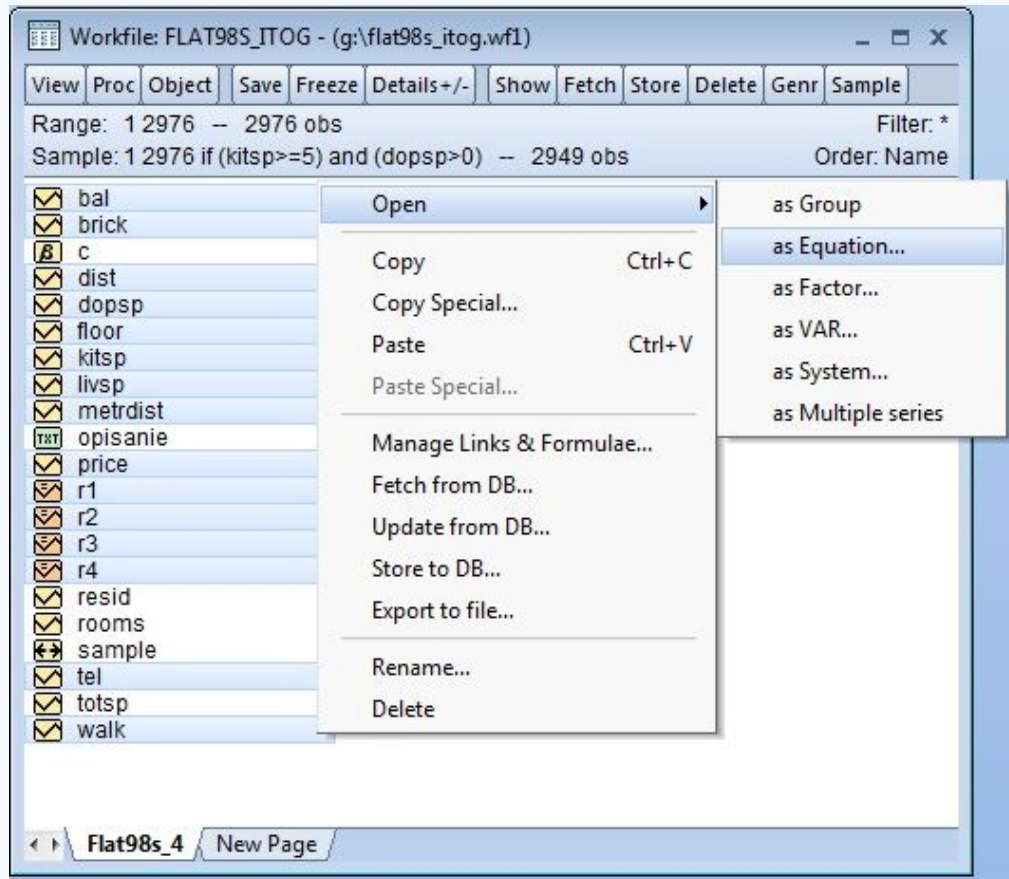 Workfile: FLAT98S_ITOG - (g:\flat98s_itog.wf1)
View Proc Object Save Freeze Details+/- Show Fetch Store Delete Genr Sample
Range: 1 2976 -- 2976 obs Filter: *
Sample: 1 2976 if (kitsp>=5) and (dopsp>0) -- 2949 obs Order: Name
bal
brick
β c
dist
dopsp
floor
kitsp
livsp
metrdist
TXT opisanie
price
r1
r2
r3
r4
resid
rooms
sample
tel
totsp
walk
Open
Copy Ctrl+C
Copy Special...
Paste Ctrl+V
Paste Special...
Manage Links & Formulae...
Fetch from DB...
Update from DB...
Store to DB...
Export to file...
Rename...
Delete
as Group
as Equation...
as Factor...
as VAR...
as System...
as Multiple series
Flat98s_4 New Page